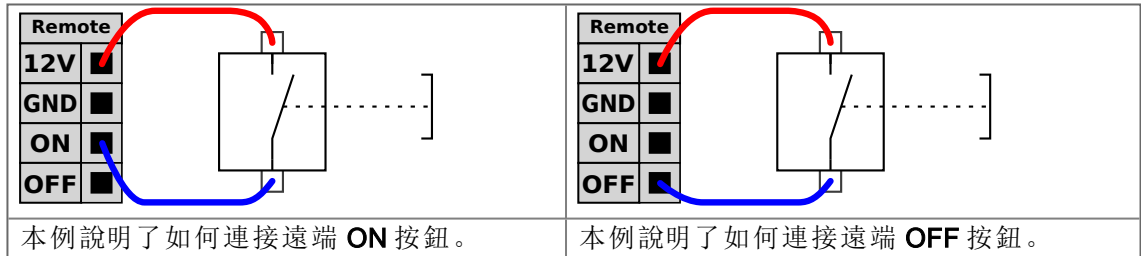 Remote
12V
GND
ON
OFF
本例說明了如何連接遠端 ON 按鈕。
Remote
12V
GND
ON
OFF
本例說明了如何連接遠端 OFF 按鈕。